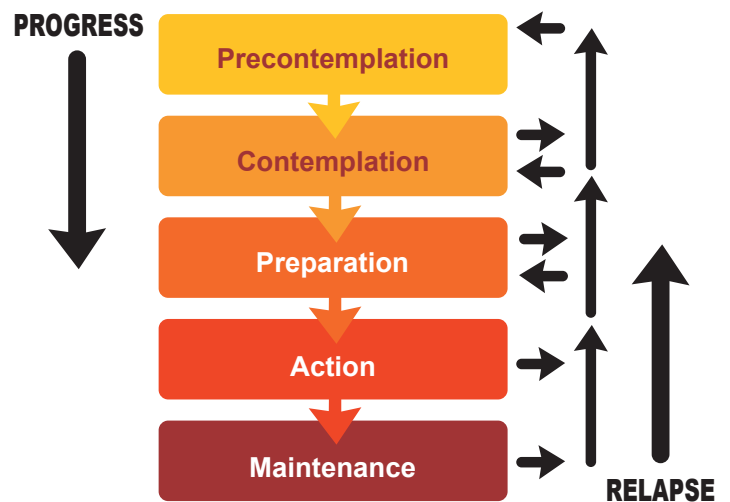 PROGRESS
Precontemplation
Contemplation
Preparation
Action
Maintenance
RELAPSE